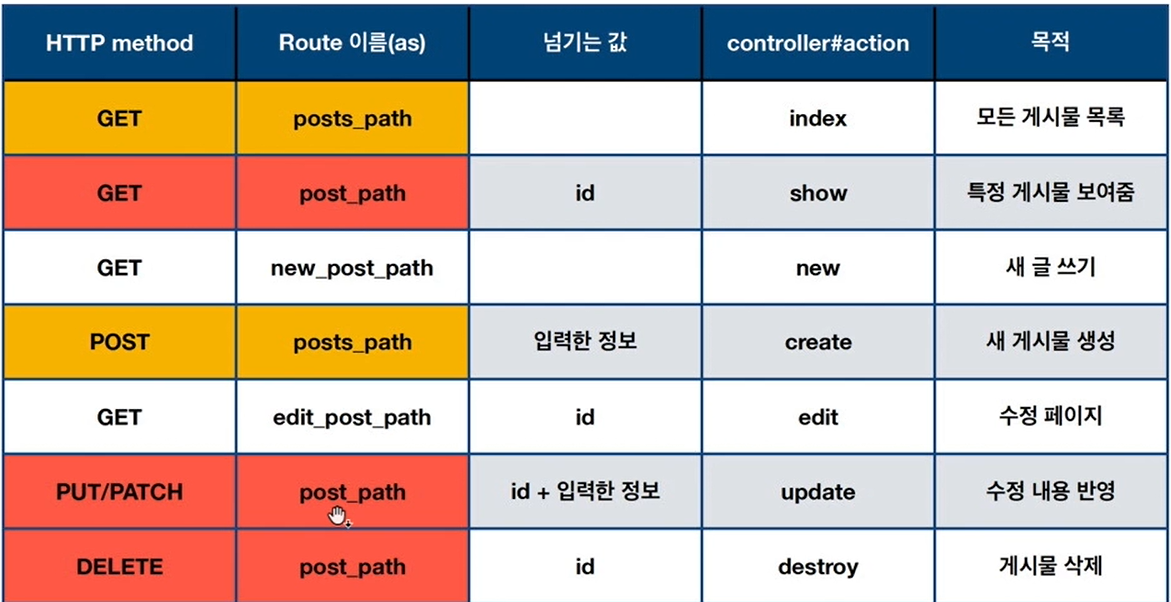 HTTP method Route 이름(as) 넘기는 값 controller#action 목적
GET posts_path index 모든 게시물 목록
GET post_path id show 특정 게시물 보여줌
GET new_post_path new 새 글 쓰기
POST posts_path 입력한 정보 create 새 게시물 생성
GET edit_post_path id edit 수정 페이지
PUT/PATCH post_path id + 입력한 정보 update 수정 내용 반영
DELETE post_path id destroy 게시물 삭제